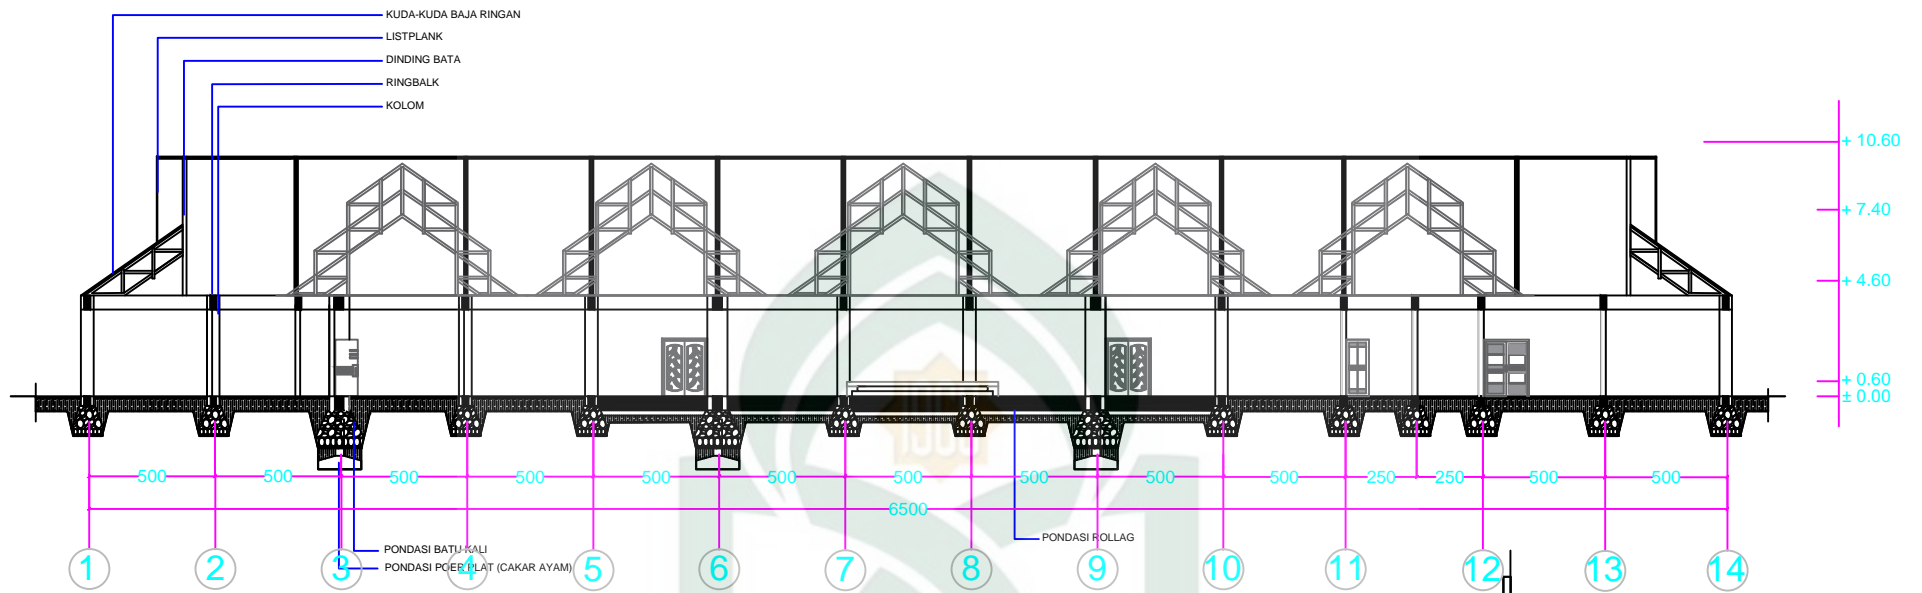 KUDA-KUDA BAJA RINGAN
LISTPLANK
DINDING BATA
RINGBALK
KOLOM
+ 10.60
+ 7.40
+ 4.60
+ 0.60
± 0.00
500 500 500 500 500 500 500 500 500 500 250 250 500 500
6500
PONDASI BATU KALI
PONDASI POER PLAT (CAKAR AYAM)
PONDASI ROLLAG
1 2 3 4 5 6 7 8 9 10 11 12 13 14